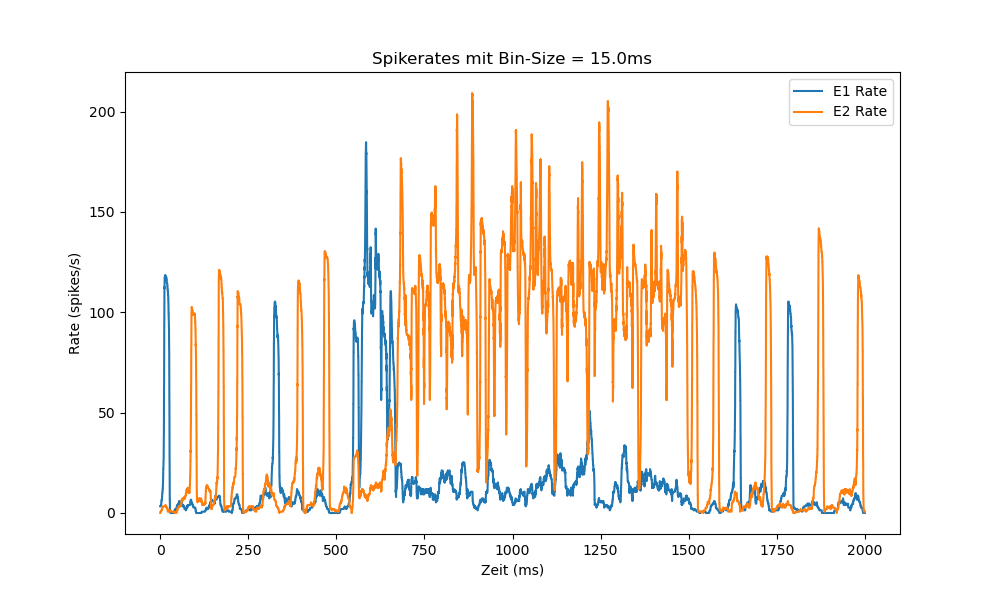 Spikerates mit Bin-Size = 15.0ms
E1 Rate
E2 Rate
200
150
100
50
0
Rate (spikes/s)
0 250 500 750 1000 1250 1500 1750 2000
Zeit (ms)